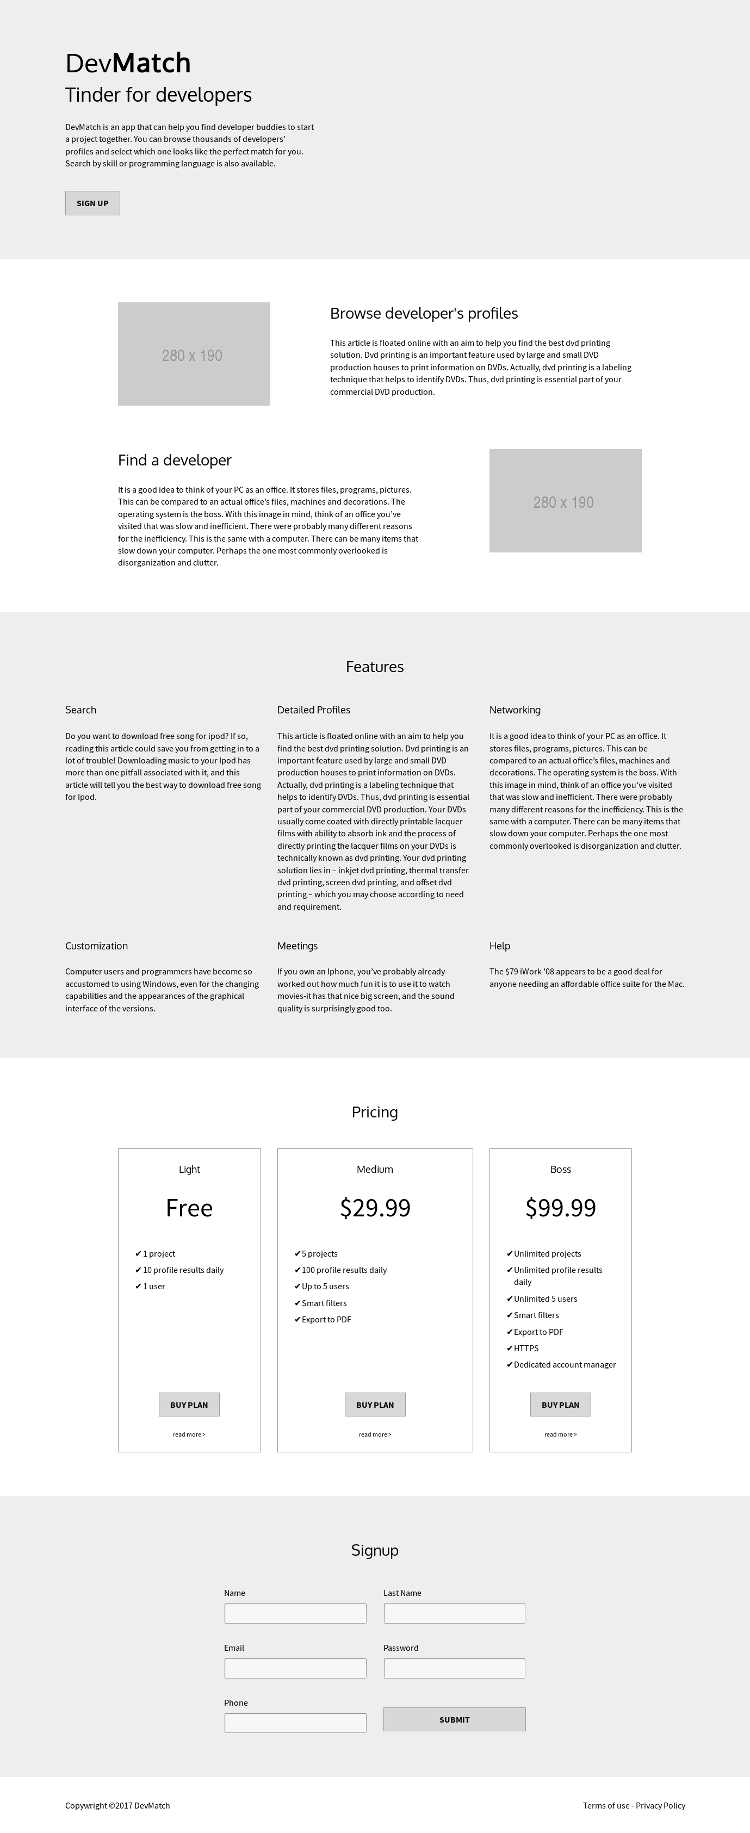 DevMatch
Tinder for developers
DevMatch is an app that can help you find developer buddies to start
a project together. You can browse thousands of developers'
profiles and select which one looks like the perfect match for you.
Search by skill or programming language is also available.
SIGN UP
280 x 190
Browse developer's profiles
This article is floated online with an aim to help you find the best dvd printing
solution. Dvd printing is an important feature used by large and small DVD
production houses to print information on DVDs. Actually, dvd printing is a labeling
technique that helps to identify DVDs. Thus, dvd printing is essential part of your
commercial DVD production.
Find a developer
It is a good idea to think of your PC as an office. It stores files, programs, pictures.
This can be compared to an actual office's files, machines and decorations. The
operating system is the boss. With this image in mind, think of an office you've
visited that was slow and inefficient. There were probably many different reasons
for the inefficiency. This is the same with a computer. There can be many items that
slow down your computer. Perhaps the one most commonly overlooked is
disorganization and clutter.
280 x 190
Features
Search
Do you want to download free song for ipod? If so,
reading this article could save you from getting in to a
lot of trouble! Downloading music to your Ipod has
more than one pitfall associated with it, and this
article will tell you the best way to download free song
for Ipod.
Detailed Profiles
This article is floated online with an aim to help you
find the best dvd printing solution. Dvd printing is an
important feature used by large and small DVD
production houses to print information on DVDs.
Actually, dvd printing is a labeling technique that
helps to identify DVDs. Thus, dvd printing is essential
part of your commercial DVD production. Your DVDs
usually come coated with directly printable lacquer
films with ability to absorb ink and the process of
directly printing the lacquer films on your DVDs is
technically known as dvd printing. Your dvd printing
solution lies in – inkjet dvd printing, thermal transfer
dvd printing, screen dvd printing, and offset dvd
printing – which you may choose according to need
and requirement.
Networking
It is a good idea to think of your PC as an office. It
stores files, programs, pictures. This can be
compared to an actual office's files, machines and
decorations. The operating system is the boss. With
this image in mind, think of an office you've visited
that was slow and inefficient. There were probably
many different reasons for the inefficiency. This is the
same with a computer. There can be many items that
slow down your computer. Perhaps the one most
commonly overlooked is disorganization and clutter.
Customization
Computer users and programmers have become so
accustomed to using Windows, even for the changing
capabilities and the appearances of the graphical
interface of the versions.
Meetings
If you own an Iphone, you've probably already
worked out how much fun it is to use it to watch
movies-it has that nice big screen, and the sound
quality is surprisingly good too.
Help
The $79 iWork '08 appears to be a good deal for
anyone needing an affordable office suite for the Mac.
Pricing
Light
Free
✔ 1 project
✔ 10 profile results daily
✔ 1 user
BUY PLAN
read more >
Medium
$29.99
✔ 5 projects
✔ 100 profile results daily
✔ Up to 5 users
✔ Smart filters
✔ Export to PDF
BUY PLAN
read more >
Boss
$99.99
✔ Unlimited projects
✔ Unlimited profile results
daily
✔ Unlimited 5 users
✔ Smart filters
✔ Export to PDF
✔ HTTPS
✔ Dedicated account manager
BUY PLAN
read more >
Signup
Name
Last Name
Email
Password
Phone
SUBMIT
Copywright ©2017 DevMatch
Terms of use - Privacy Policy